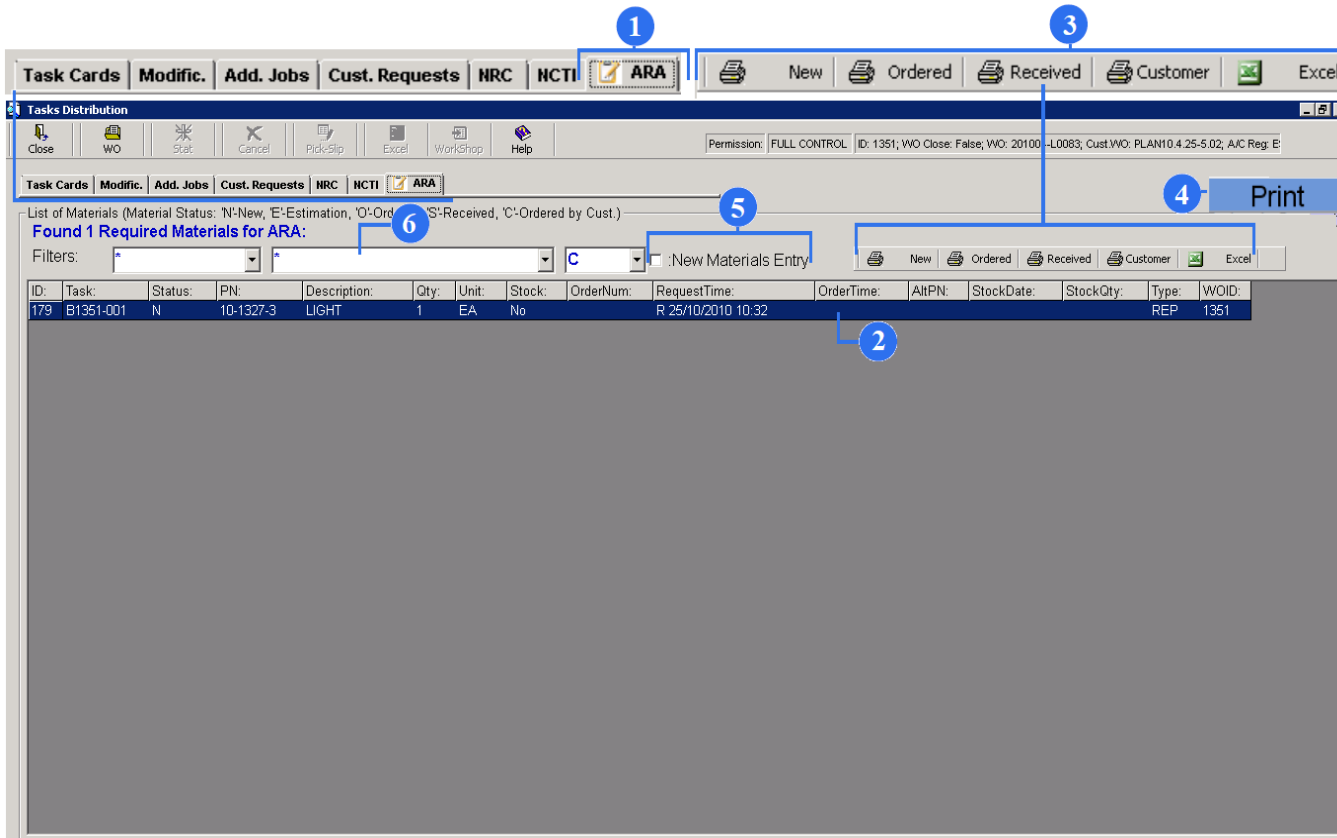 1
3
Task Cards Modific. Add. Jobs Cust. Requests NRC NCTI ARA
New Ordered Received Customer Excel
Tasks Distribution
Close WO Stat. Cancel Pick-Slip Excel WorkShop Help
Permission: FULL CONTROL ID: 1351; WO Close: False; WO: 20100 -L0083; Cust.WO: PLAN10.4.25-5.02; A/C Reg: E
Task Cards Modific. Add. Jobs Cust. Requests NRC NCTI ARA
4
Print
List of Materials (Material Status: 'N'-New, 'E'-Estimation, 'O'-Ord 'S'-Received, 'C'-Ordered by Cust.)
5
6
Found 1 Required Materials for ARA:
Filters: * * C :New Materials Entry New Ordered Received Customer Excel
ID: Task: Status: PN: Description: Qty: Unit: Stock: OrderNum: RequestTime: OrderTime: AltPN: StockDate: StockQty: Type: WOID:
179 B1351-001 N 10-1327-3 LIGHT 1 EA No R 25/10/2010 10:32 REP 1351
2